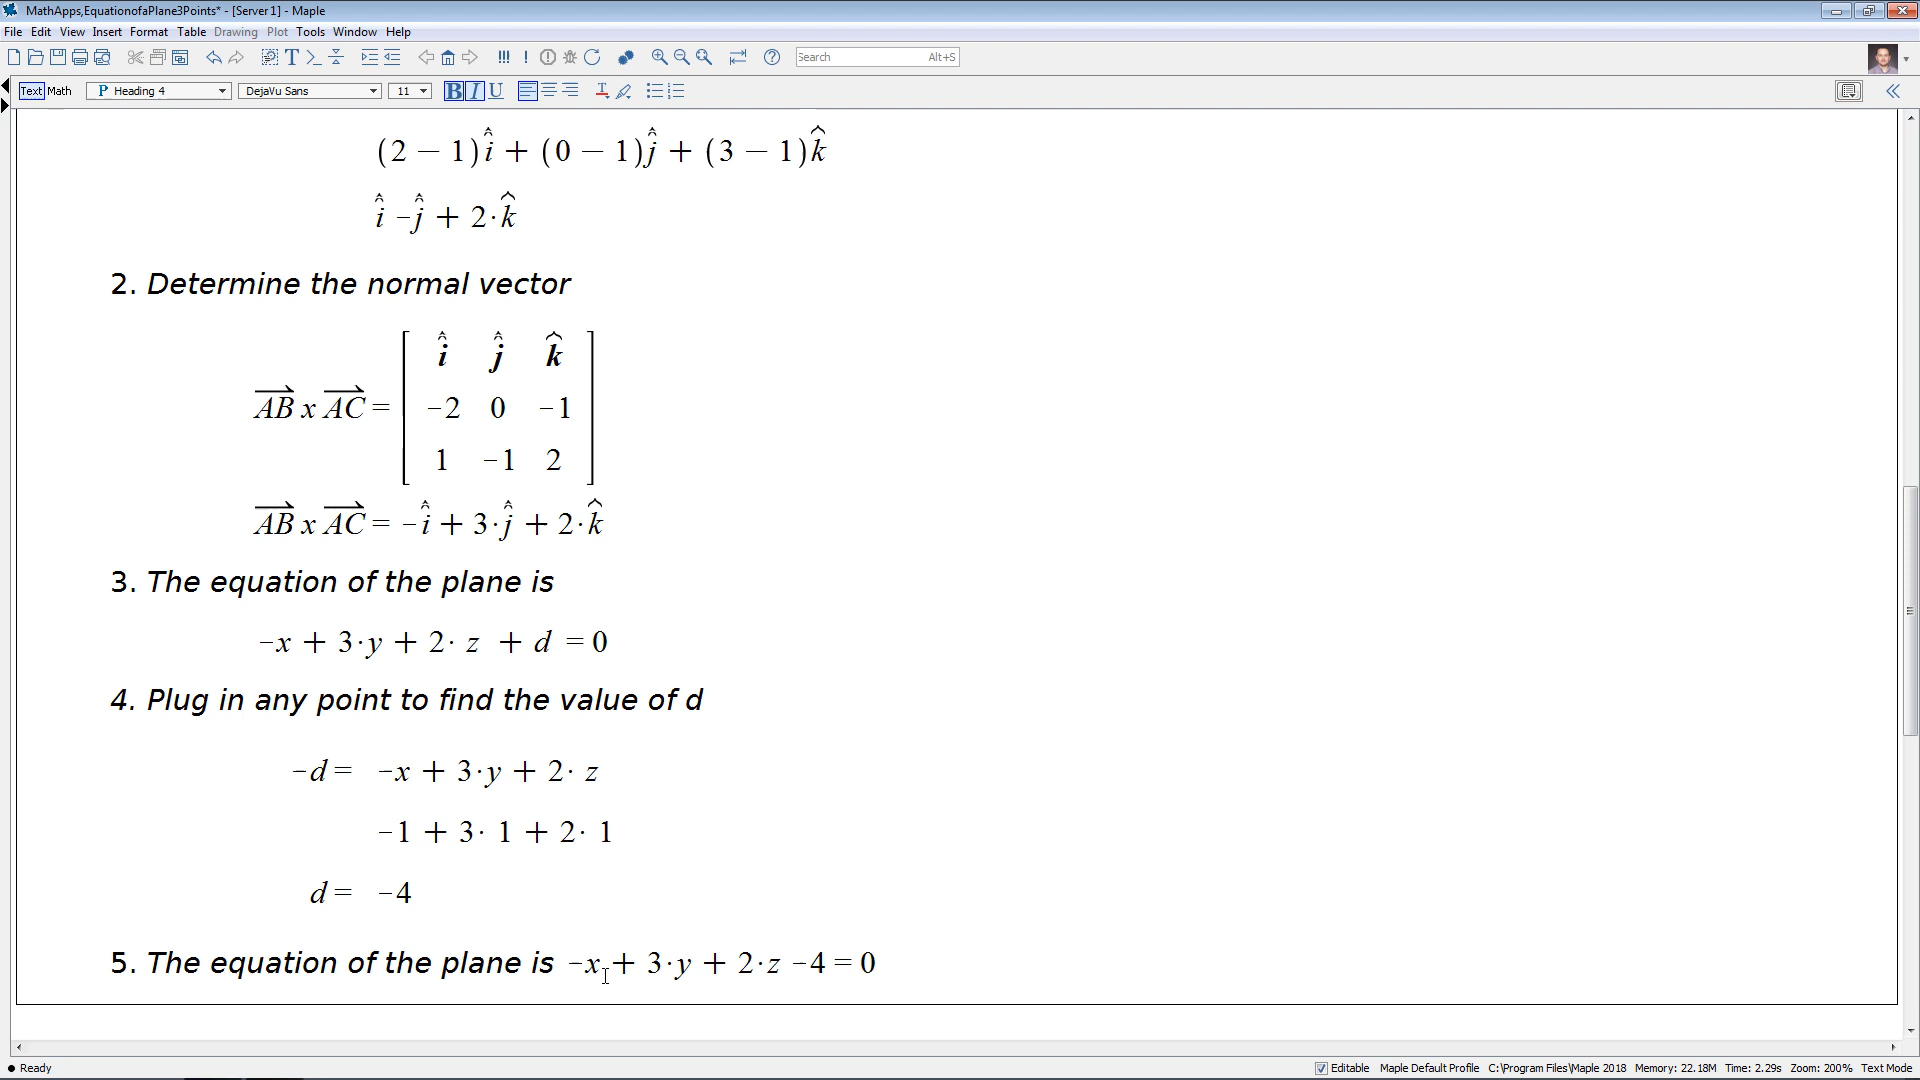 MathApps,EquationofaPlane3Points* - [Server 1] - Maple
File Edit View Insert Format Table Drawing Plot Tools Window Help
Search Alt+S
Text Math P Heading 4 DejaVu Sans 11 B I U
(2 − 1)î + (0 − 1)ĵ + (3 − 1)k̂
î −ĵ + 2·k̂
2. Determine the normal vector
î ĵ k̂
−2 0 −1
AB x AC =
1 −1 2
AB x AC = −î + 3·ĵ + 2·k̂
3. The equation of the plane is
−x + 3·y + 2· z + d = 0
4. Plug in any point to find the value of d
−d = −x + 3·y + 2· z
−1 + 3· 1 + 2· 1
d = −4
5. The equation of the plane is −x + 3·y + 2·z −4 = 0
Ready Editable Maple Default Profile C:\Program Files\Maple 2018 Memory: 22.18M Time: 2.29s Zoom: 200% Text Mode